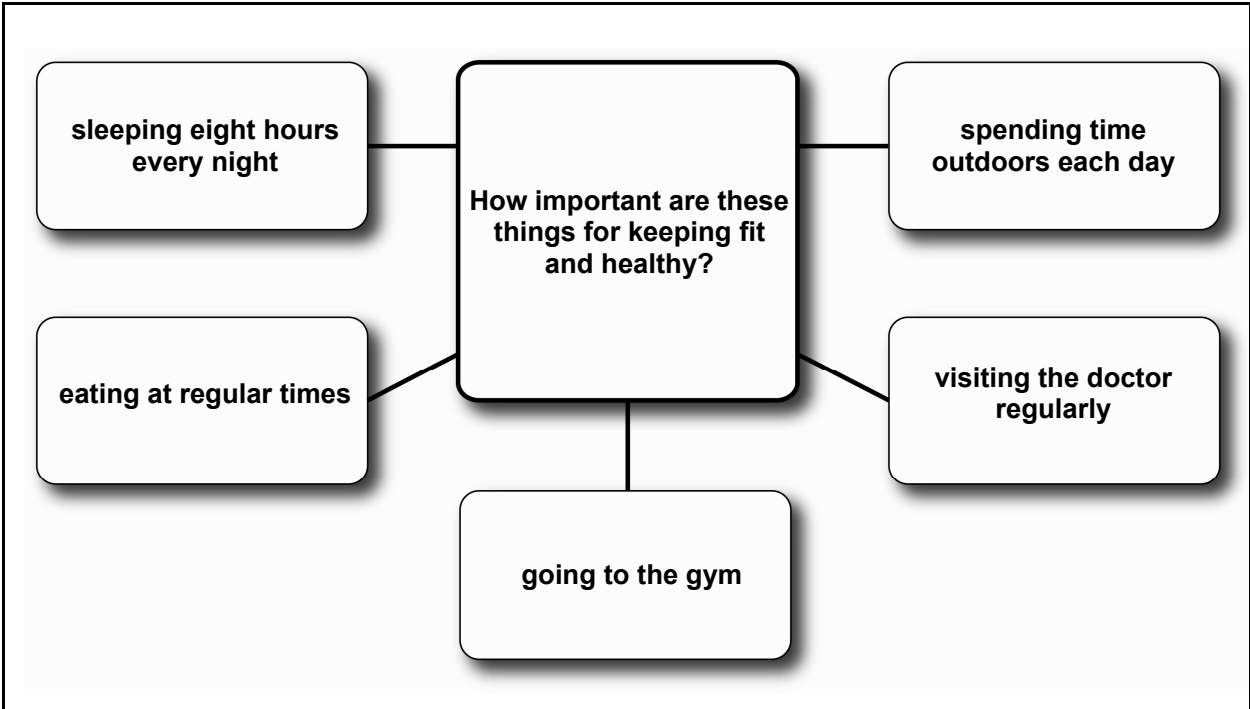 sleeping eight hours
every night
How important are these
things for keeping fit
and healthy?
spending time
outdoors each day
eating at regular times
visiting the doctor
regularly
going to the gym